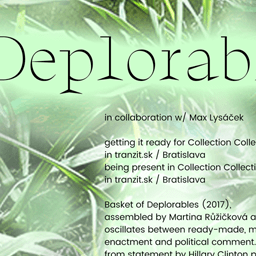 Deplorab
in collaboration w/ Max Lysáček
getting it ready for Collection Colle
in tranzit.sk / Bratislava
being present in Collection Collecti
in tranzit.sk / Bratislava
Basket of Deplorables (2017),
assembled by Martina Růžičková a
oscillates between ready-made, m
enactment and political comment.
from statement by Hillary Clinton